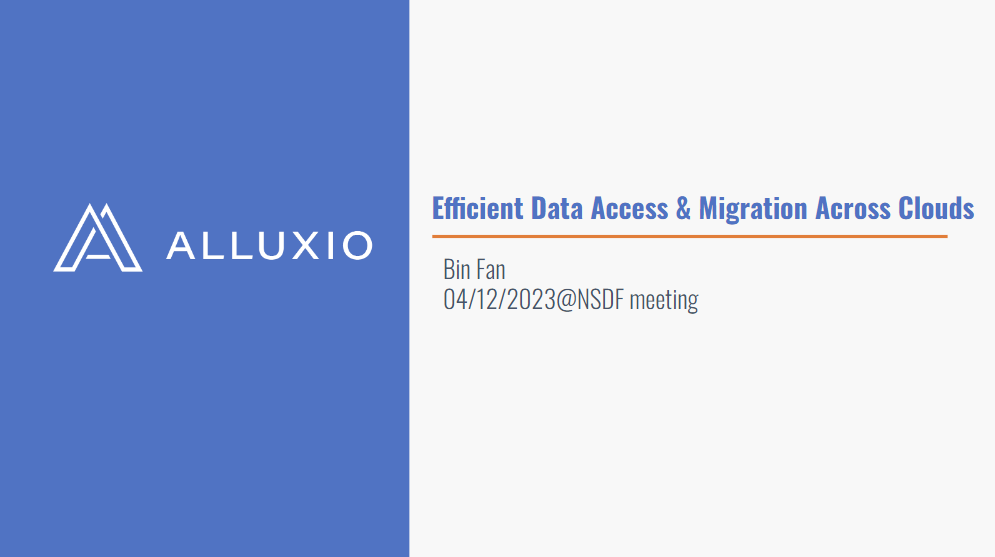 ALLUXIO
Efficient Data Access & Migration Across Clouds
Bin Fan
04/12/2023@NSDF meeting